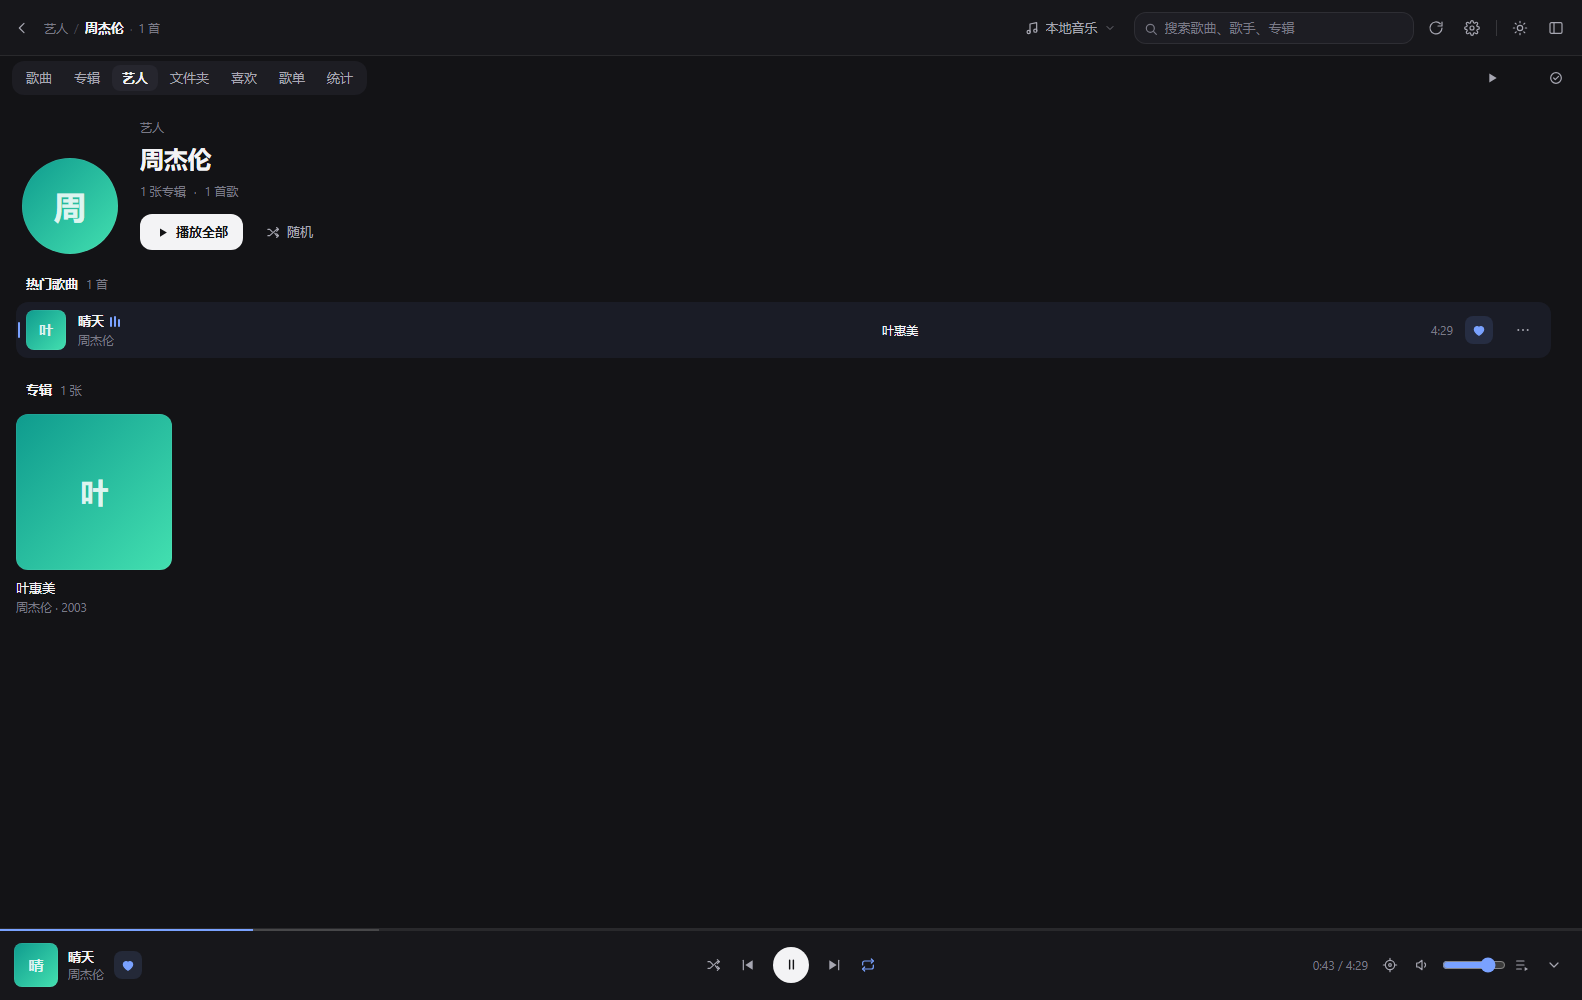 艺人 / 周杰伦 · 1 首
本地音乐
搜索歌曲、歌手、专辑
歌曲 专辑 艺人 文件夹 喜欢 歌单 统计
艺人
周杰伦
1 张专辑 · 1 首歌
周
播放全部
随机
热门歌曲 1 首
叶
晴天
周杰伦
叶惠美
4:29
专辑 1 张
叶
叶惠美
周杰伦 · 2003
晴
晴天
周杰伦
0:43 / 4:29